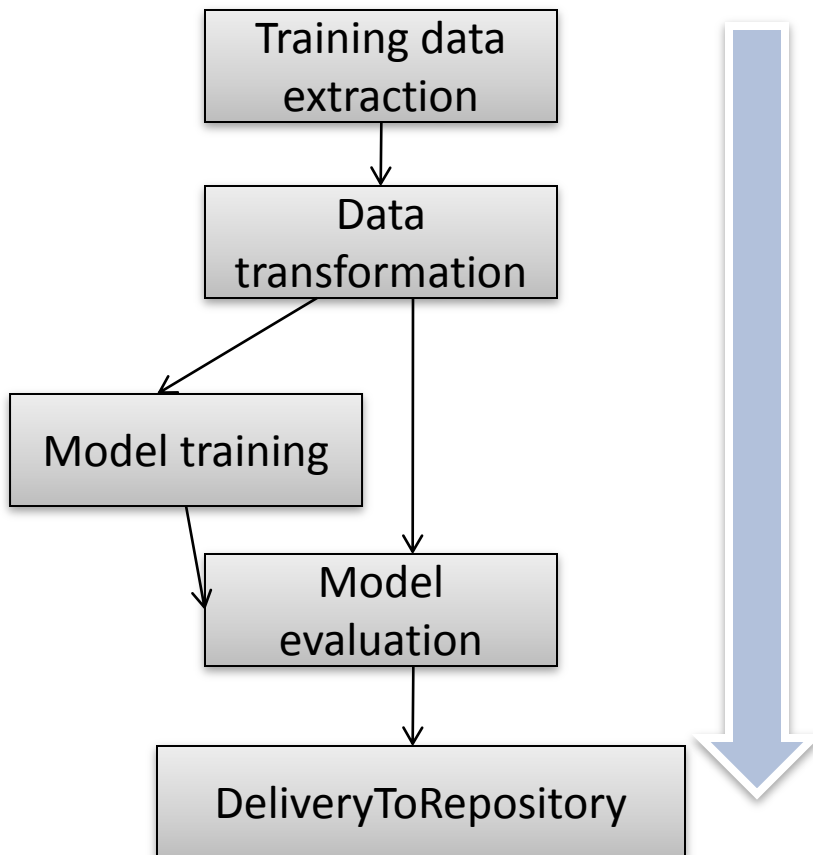 Training data
extraction
Data
transformation
Model training
Model
evaluation
DeliveryToRepository